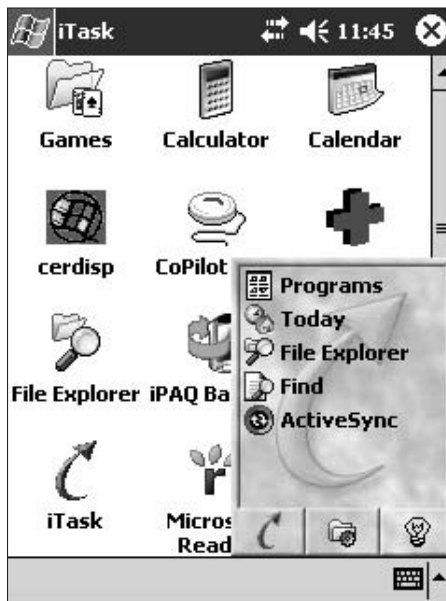 iTask 11:45
Games Calculator Calendar
cerdisp CoPilot
File Explorer iPAQ Ba
iTask Micros
Read
Programs
Today
File Explorer
Find
ActiveSync